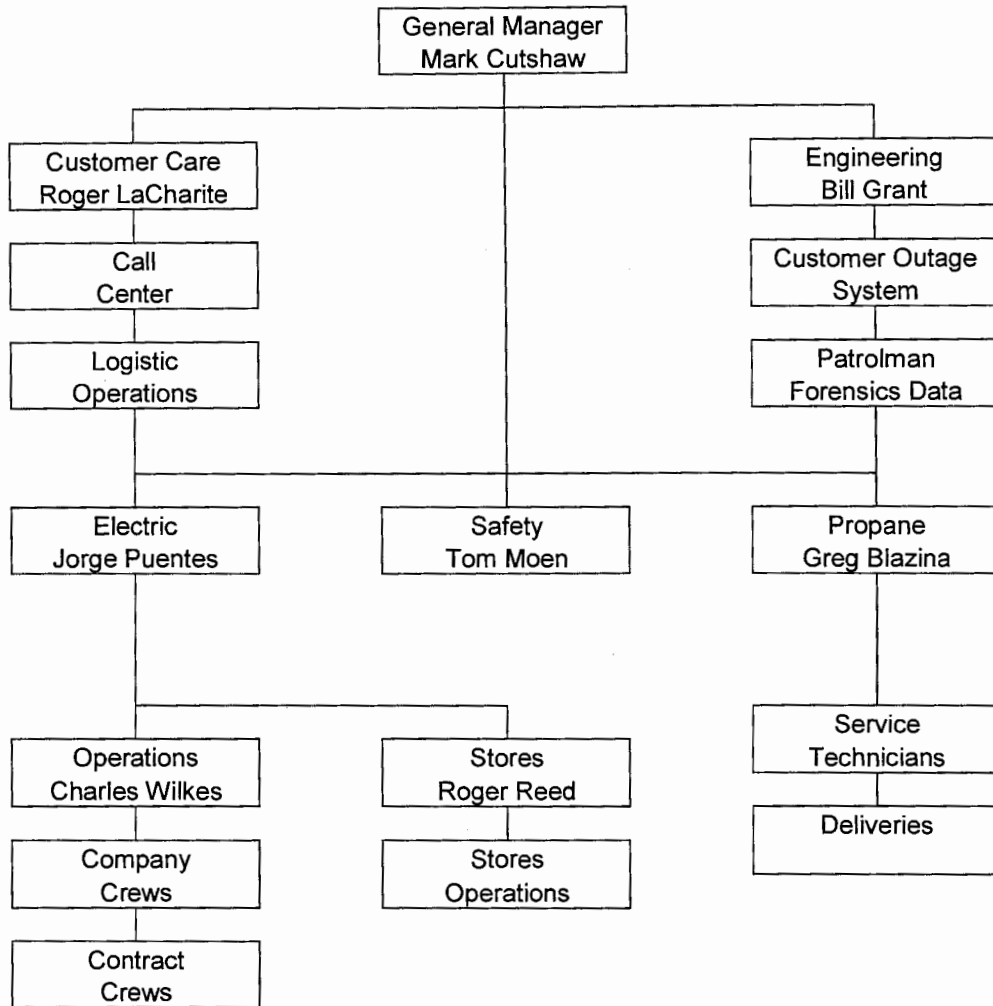 General Manager
Mark Cutshaw
Customer Care
Roger LaCharite
Engineering
Bill Grant
Call
Center
Customer Outage
System
Logistic
Operations
Patrolman
Forensics Data
Electric
Jorge Puentes
Safety
Tom Moen
Propane
Greg Blazina
Operations
Charles Wilkes
Stores
Roger Reed
Service
Technicians
Company
Crews
Stores
Operations
Deliveries
Contract
Crews